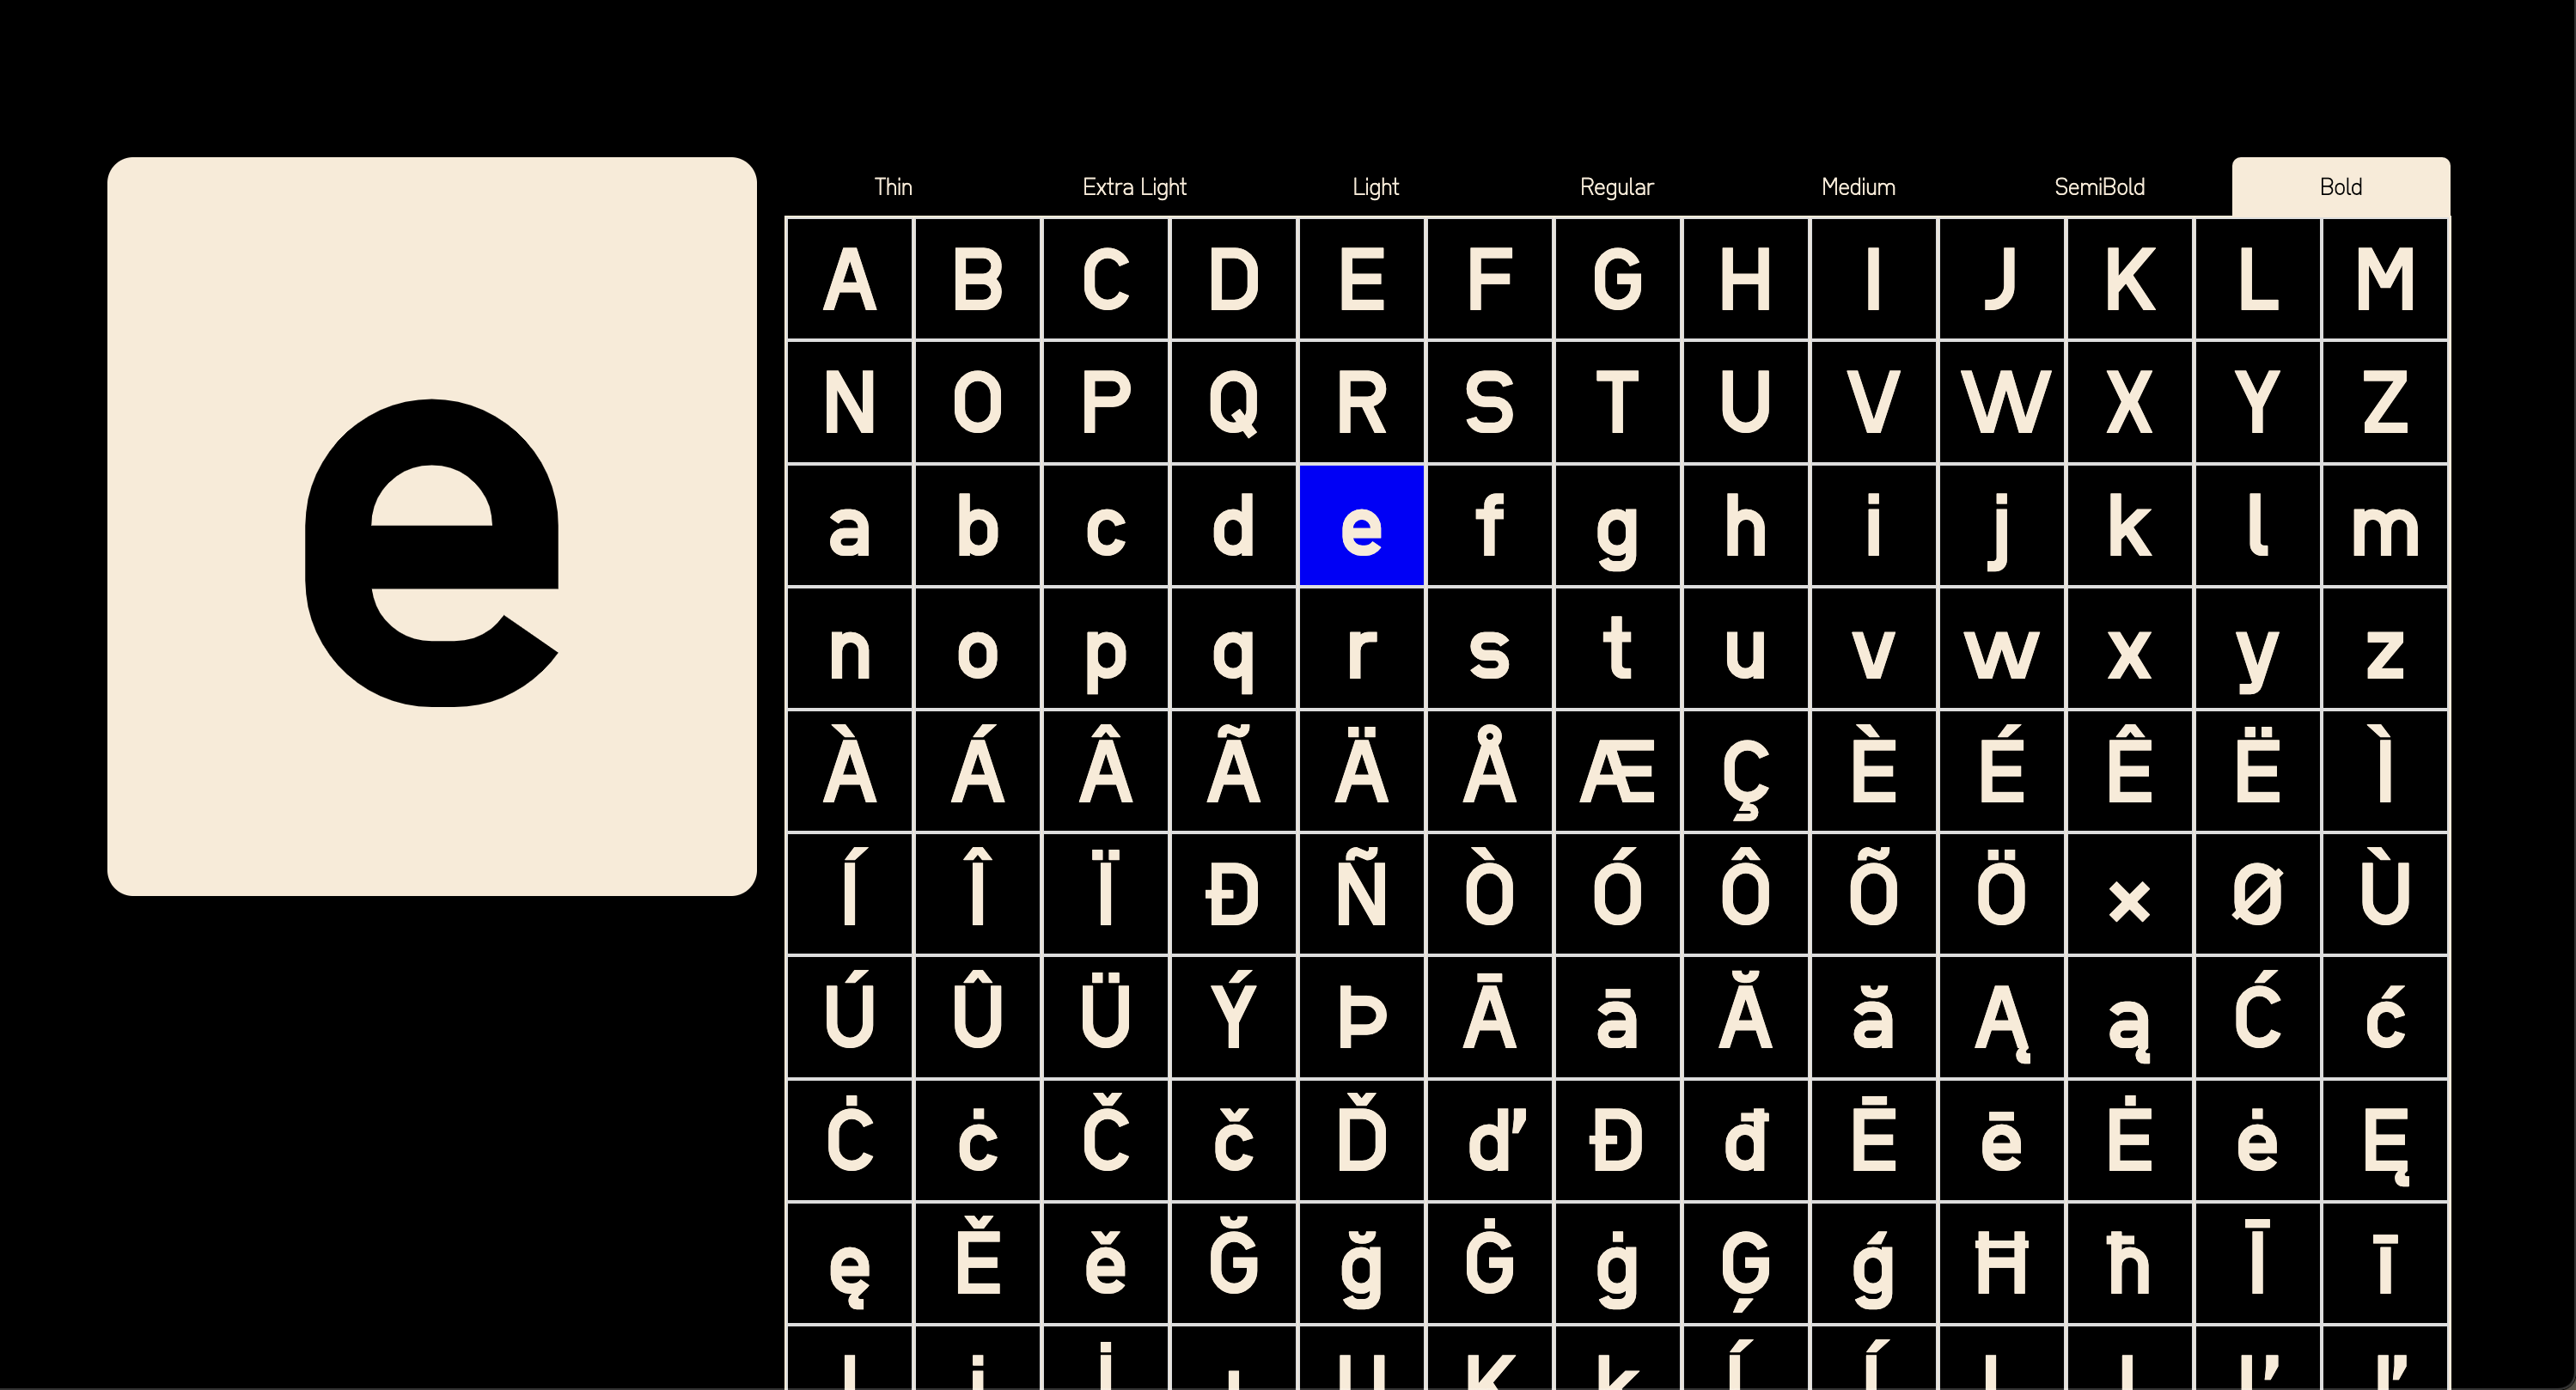 Thin Extra Light Light Regular Medium SemiBold Bold
e
A B C D E F G H I J K L M
N O P Q R S T U V W X Y Z
a b c d e f g h i j k l m
n o p q r s t u v w x y z
À Á Â Ã Ä Å Æ Ç È É Ê Ë Ì
Í Î Ï Ð Ñ Ò Ó Ô Õ Ö × Ø Ù
Ú Û Ü Ý Þ Ā ā Ă ă Ą ą Ć ć
Ċ ċ Č č Ď ď Đ đ Ē ē Ė ė Ę
ę Ě ě Ğ ğ Ġ ġ Ģ ģ Ħ ħ Ī ī